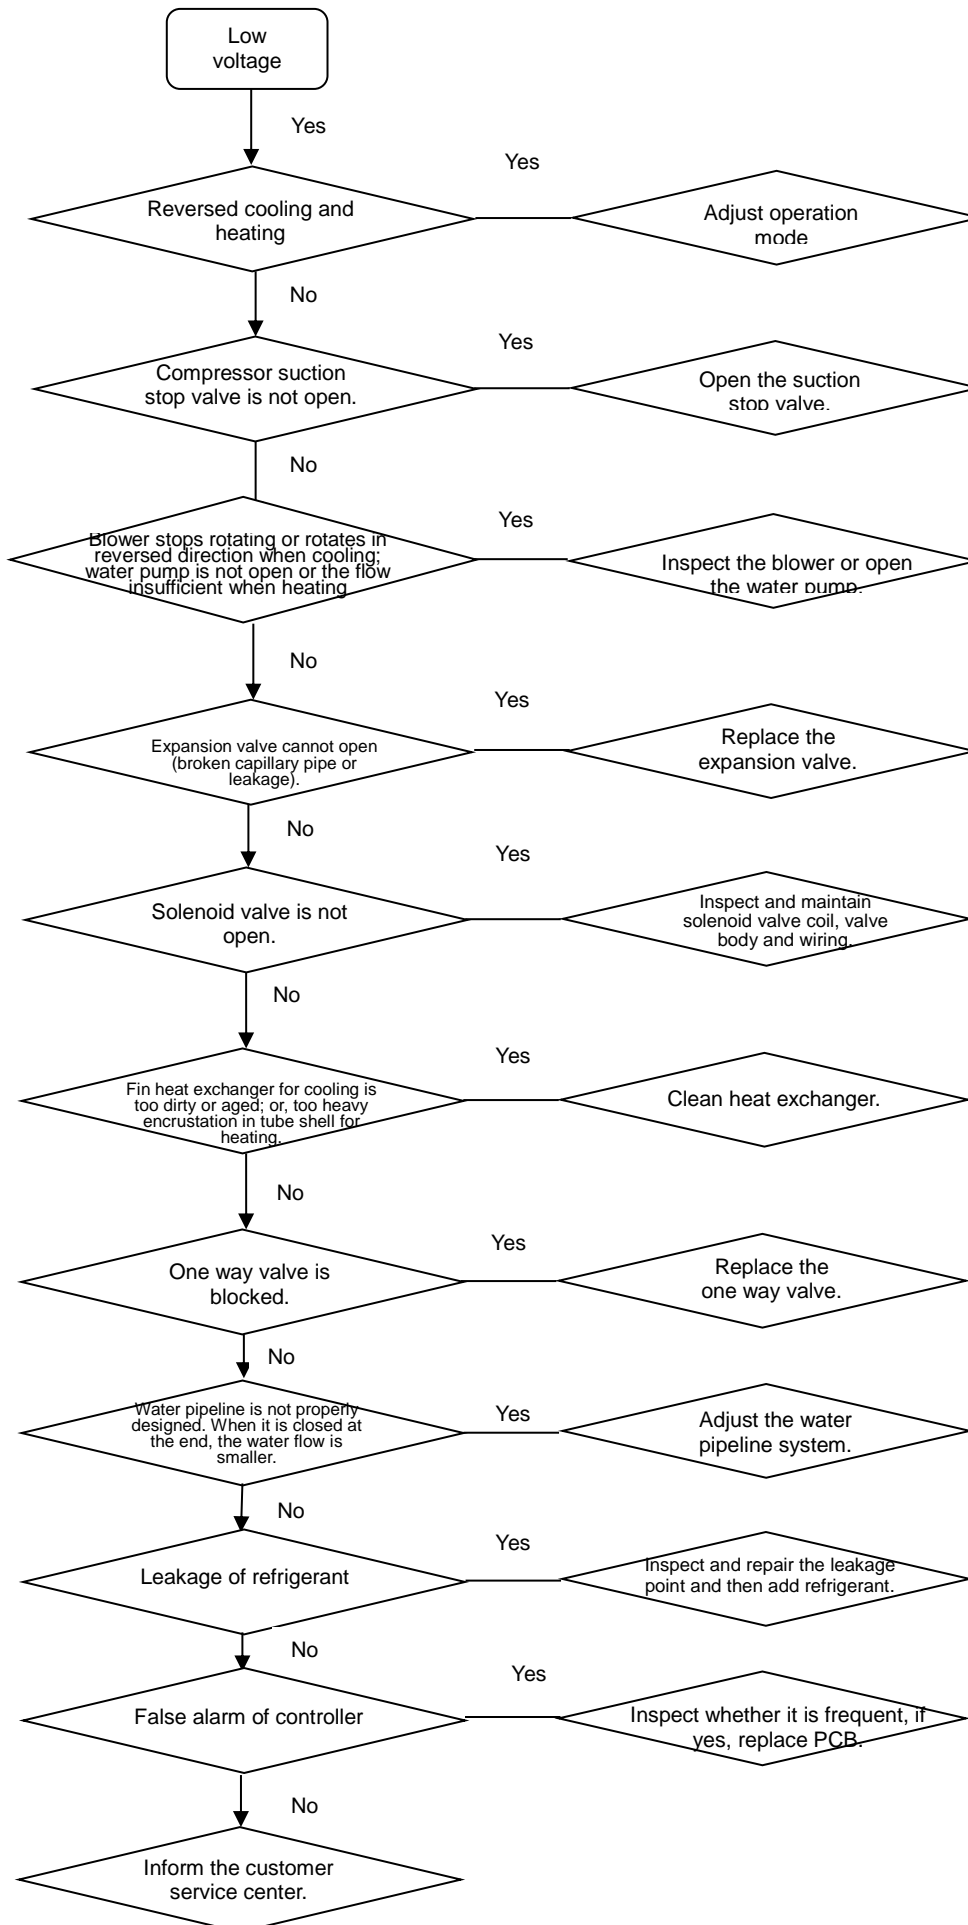 Low
voltage
Yes
Yes
Reversed cooling and
heating
Adjust operation
mode
No
Yes
Compressor suction
stop valve is not open.
Open the suction
stop valve.
No
Yes
Blower stops rotating or rotates in
reversed direction when cooling;
water pump is not open or the flow
insufficient when heating
Inspect the blower or open
the water pump.
No
Yes
Expansion valve cannot open
(broken capillary pipe or
leakage).
Replace the
expansion valve.
No
Yes
Solenoid valve is not
open.
Inspect and maintain
solenoid valve coil, valve
body and wiring.
No
Yes
Fin heat exchanger for cooling is
too dirty or aged; or, too heavy
encrustation in tube shell for
heating.
Clean heat exchanger.
No
Yes
One way valve is
blocked.
Replace the
one way valve.
No
Yes
Water pipeline is not properly
designed. When it is closed at
the end, the water flow is
smaller.
Adjust the water
pipeline system.
No
Yes
Leakage of refrigerant
Inspect and repair the leakage
point and then add refrigerant.
No
Yes
False alarm of controller
Inspect whether it is frequent, if
yes, replace PCB.
No
Inform the customer
service center.